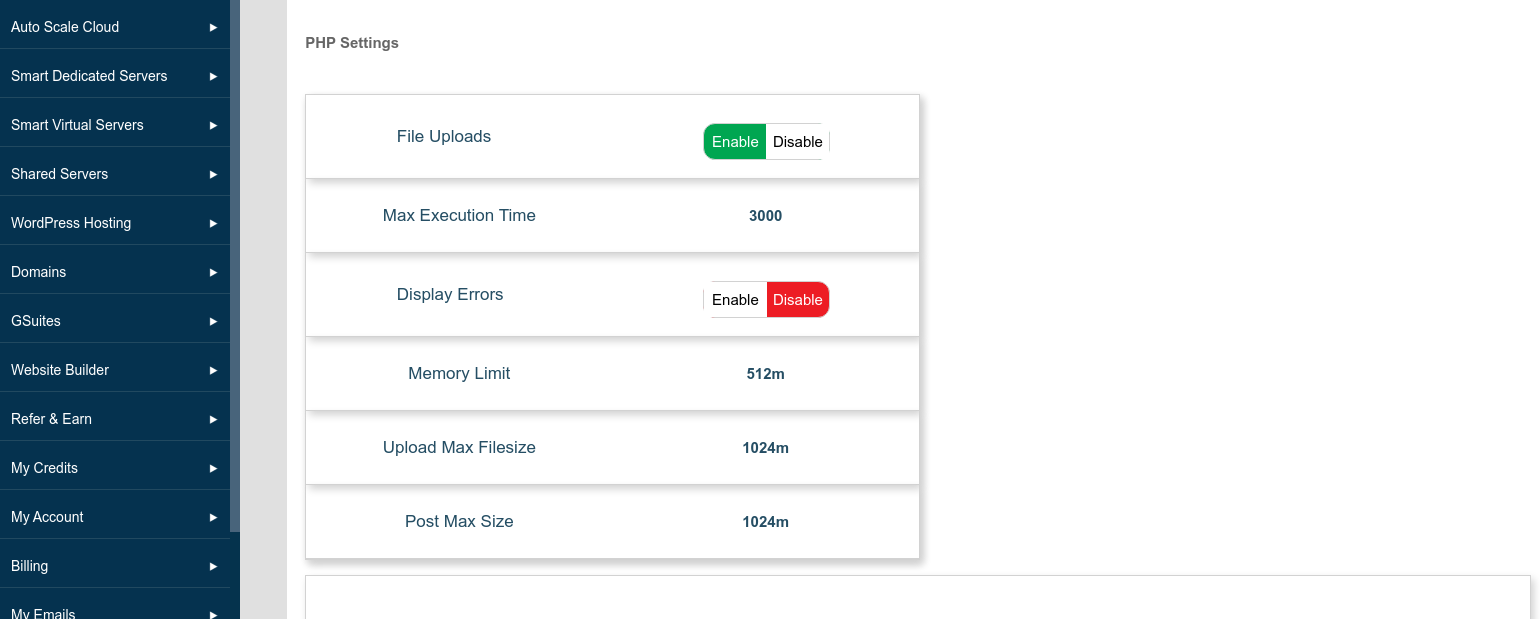 Auto Scale Cloud
Smart Dedicated Servers
Smart Virtual Servers
Shared Servers
WordPress Hosting
Domains
GSuites
Website Builder
Refer & Earn
My Credits
My Account
Billing
My Emails
PHP Settings
File Uploads Enable Disable
Max Execution Time 3000
Display Errors Enable Disable
Memory Limit 512m
Upload Max Filesize 1024m
Post Max Size 1024m